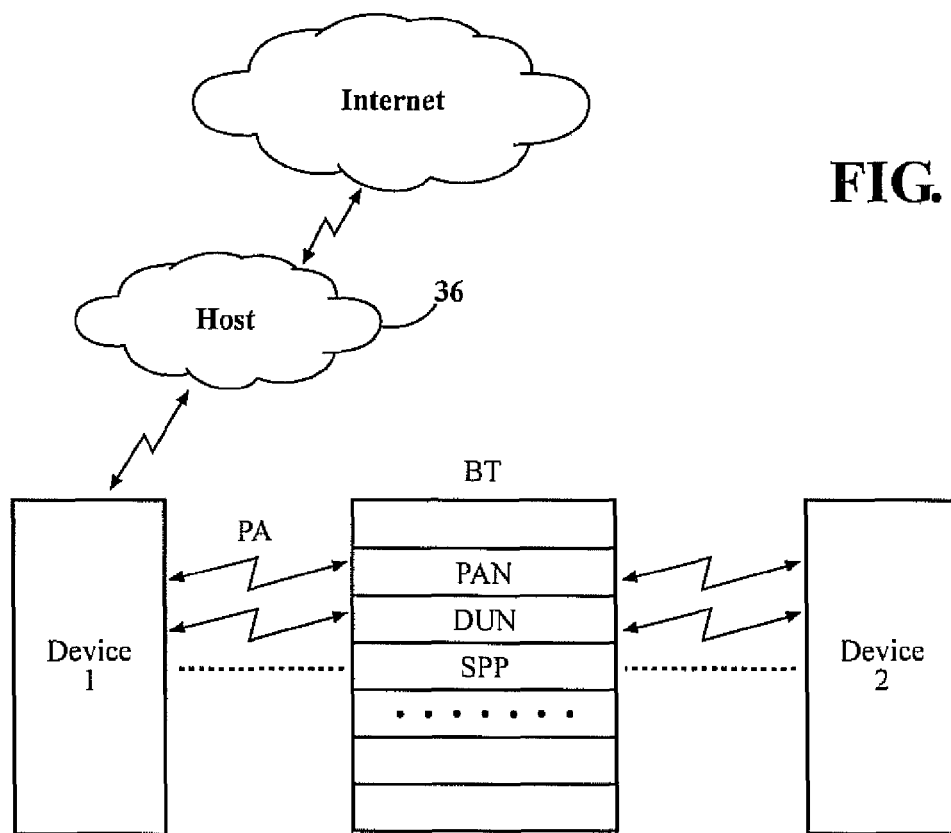 Internet
FIG.
Host
36
BT
PA
PAN
DUN
SPP
Device
1
Device
2